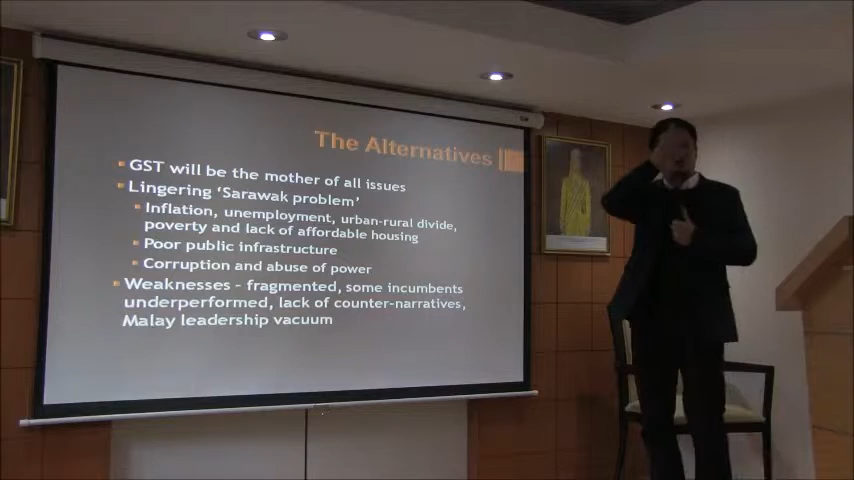 The Alternatives
GST will be the mother of all issues
Lingering ‘Sarawak problem’
Inflation, unemployment, urban-rural divide,
poverty and lack of affordable housing
Poor public infrastructure
Corruption and abuse of power
Weaknesses – fragmented, some incumbents
underperformed, lack of counter-narratives,
Malay leadership vacuum